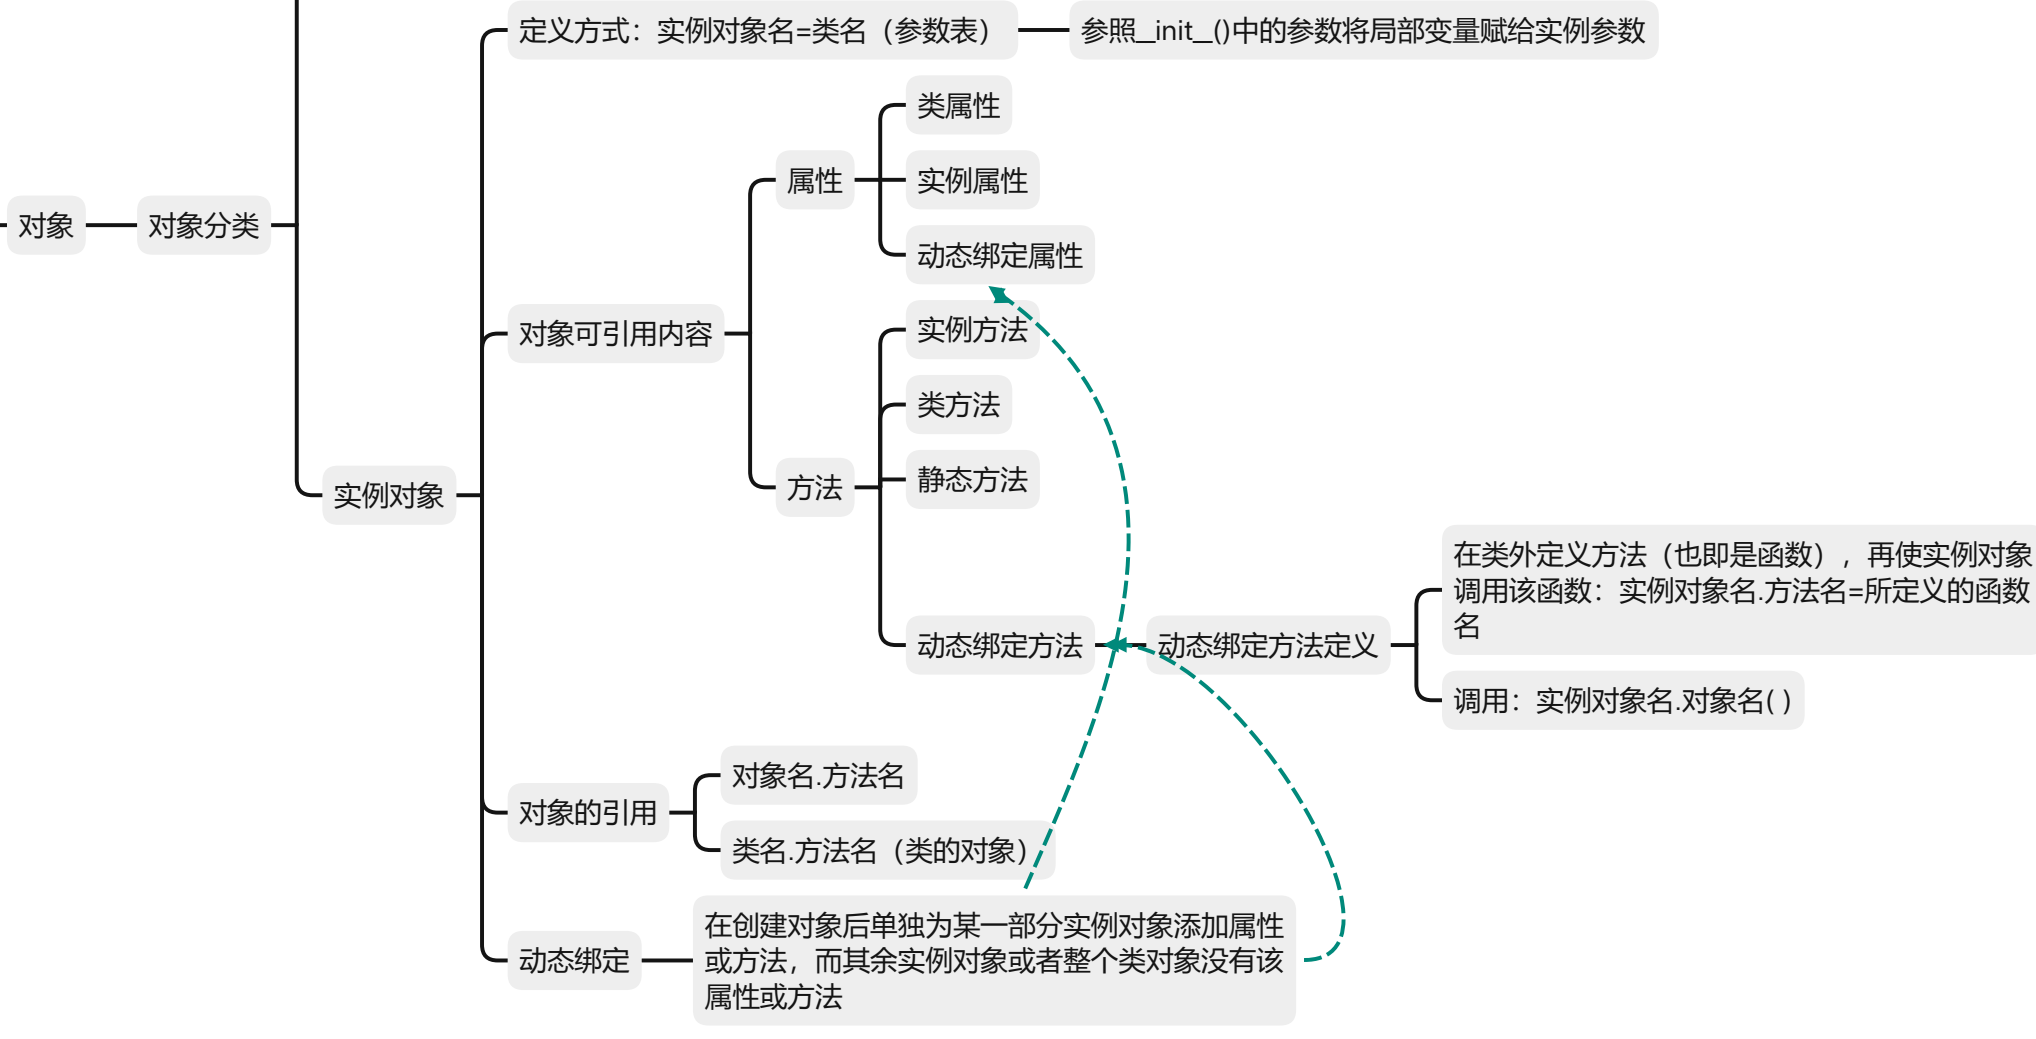 对象
对象分类
实例对象
定义方式：实例对象名=类名（参数表）
参照__init__()中的参数将局部变量赋给实例参数
对象可引用内容
属性
类属性
实例属性
动态绑定属性
方法
实例方法
类方法
静态方法
动态绑定方法
动态绑定方法定义
在类外定义方法（也即是函数），再使实例对象
调用该函数：实例对象名.方法名=所定义的函数
名
调用：实例对象名.对象名( )
对象的引用
对象名.方法名
类名.方法名（类的对象）
动态绑定
在创建对象后单独为某一部分实例对象添加属性
或方法，而其余实例对象或者整个类对象没有该
属性或方法